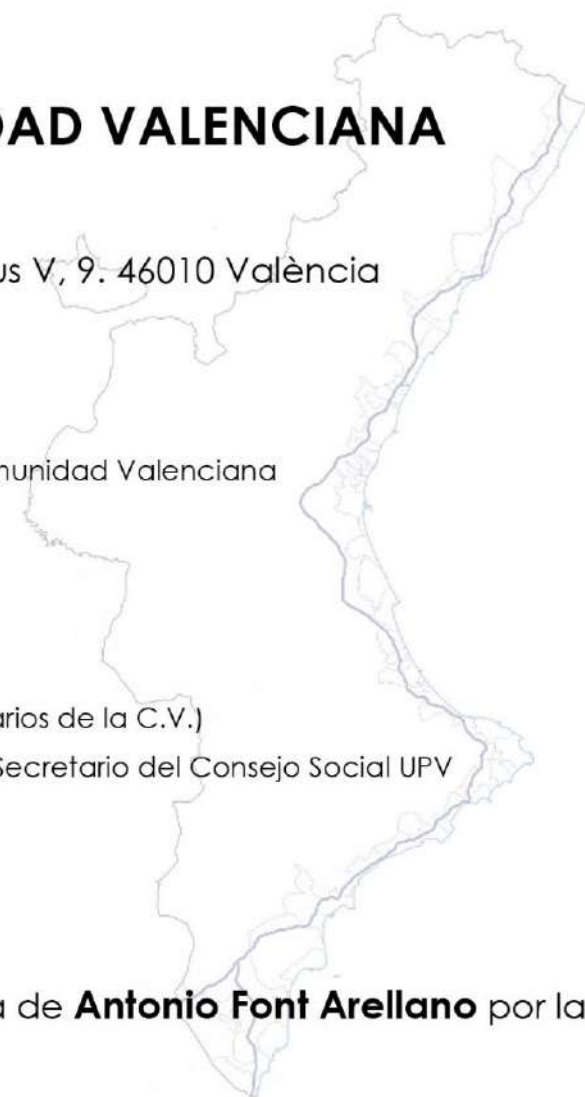 DAD VALENCIANA
us V, 9. 46010 València
munidad Valenciana
arios de la C.V.)
Secretario del Consejo Social UPV
a de Antonio Font Arellano por la